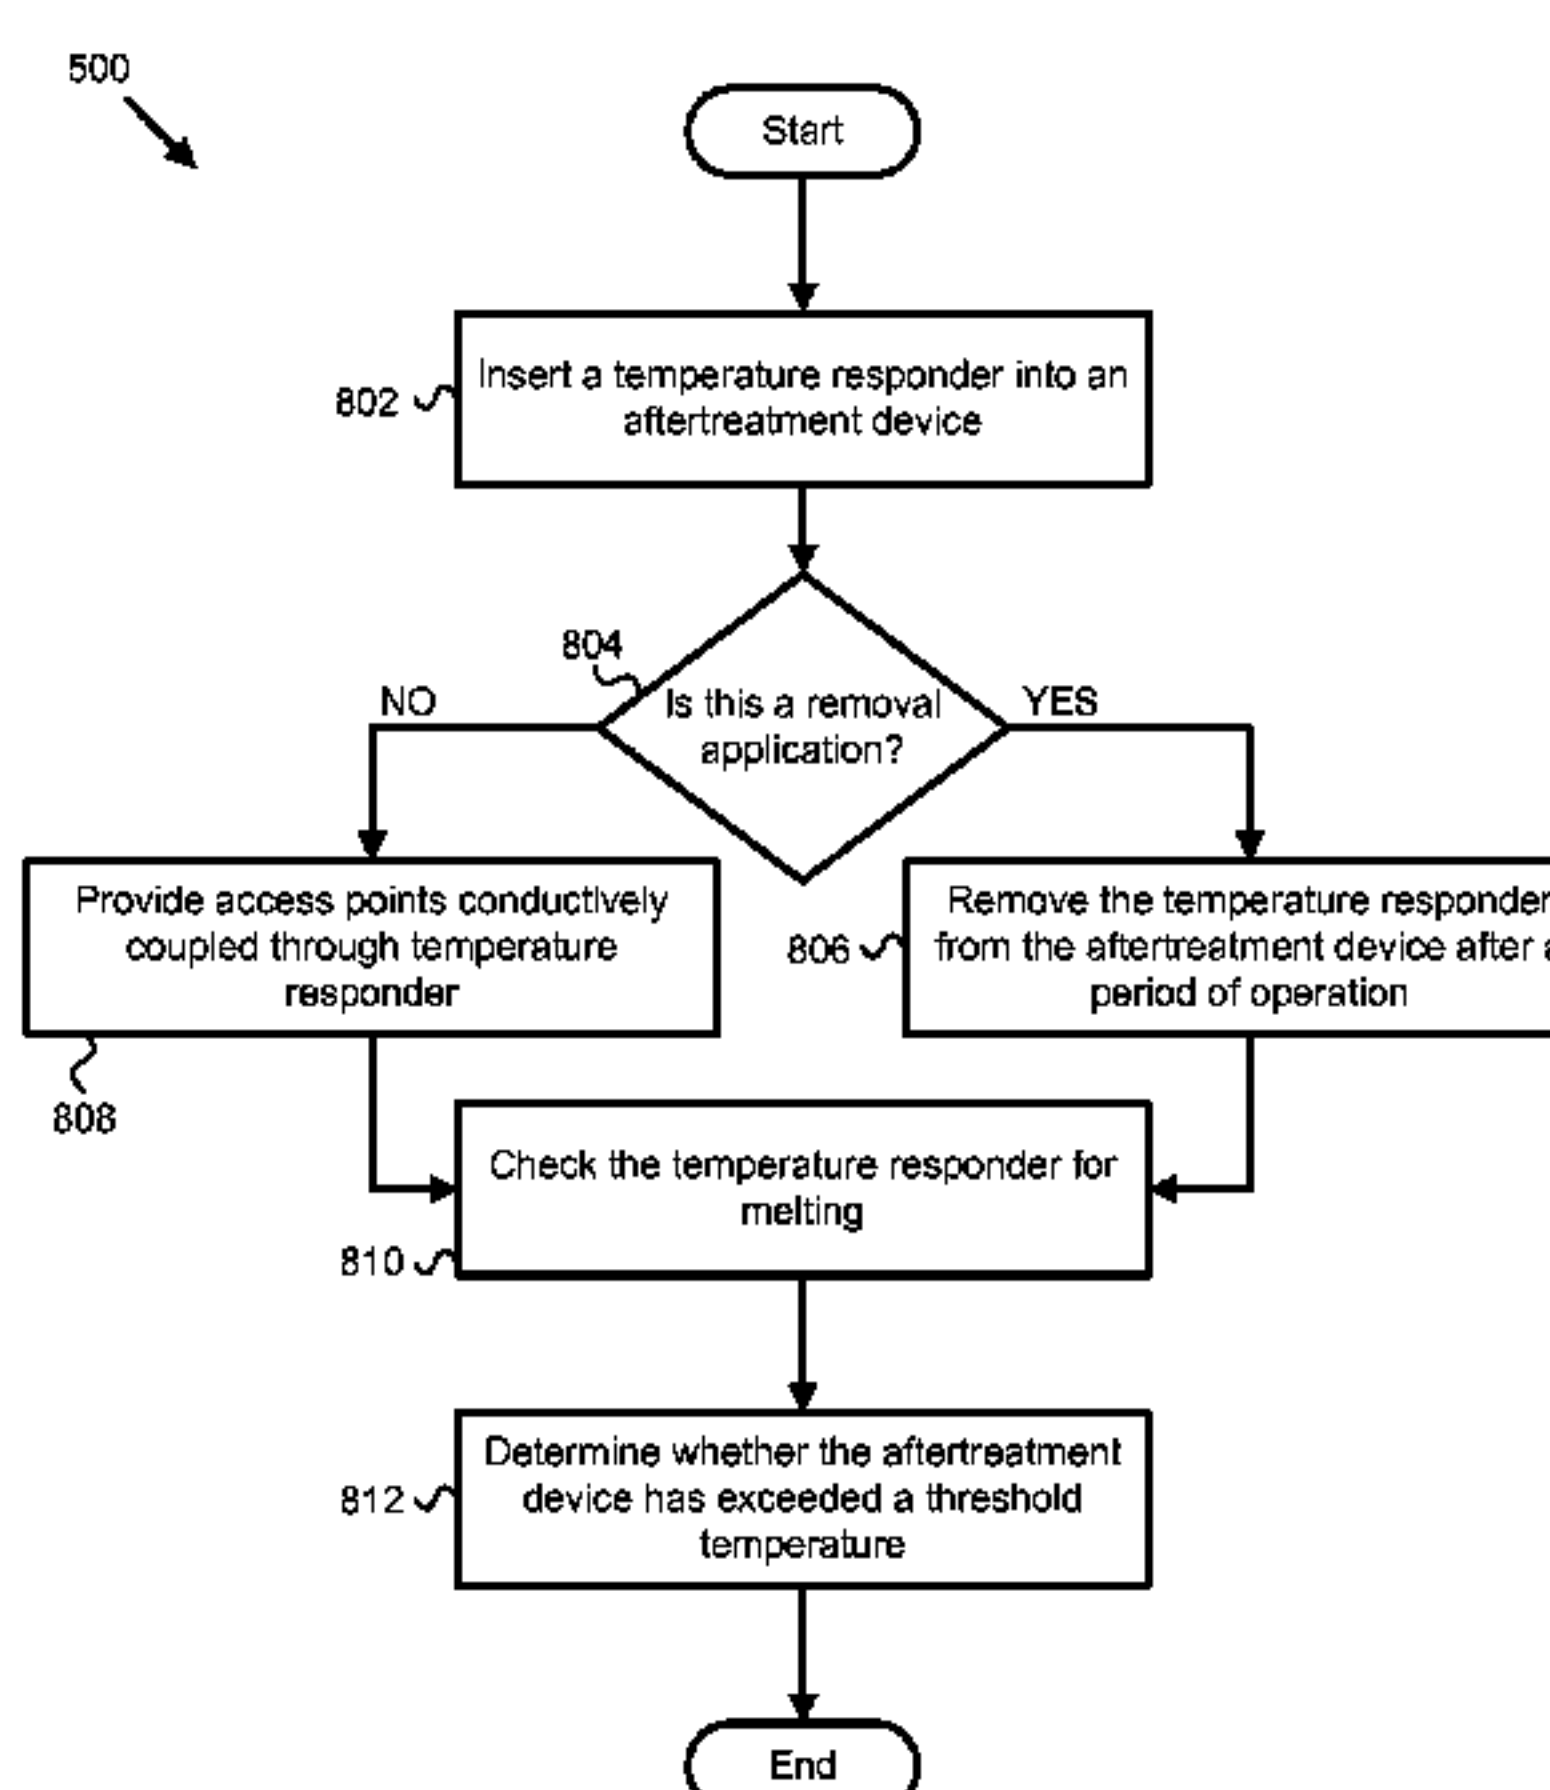 500
Start
802
Insert a temperature responder into an
aftertreatment device
804
NO
Is this a removal
application?
YES
Provide access points conductively
coupled through temperature
responder
808
806
Remove the temperature responder
from the aftertreatment device after a
period of operation
Check the temperature responder for
melting
810
812
Determine whether the aftertreatment
device has exceeded a threshold
temperature
End